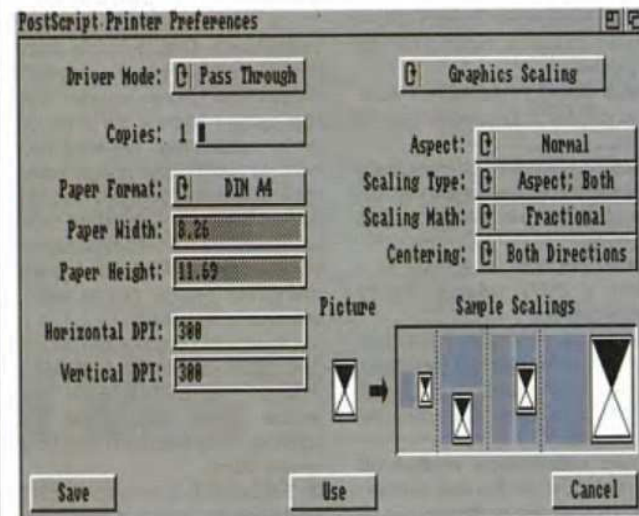 PostScript Printer Preferences
Driver Mode: Pass Through
Graphics Scaling
Copies: 1
Aspect: Normal
Paper Format: DIN A4
Scaling Type: Aspect; Both
Paper Width: 8.26
Scaling Math: Fractional
Paper Height: 11.69
Centering: Both Directions
Horizontal DPI: 300
Vertical DPI: 300
Picture
Sample Scalings
Save
Use
Cancel